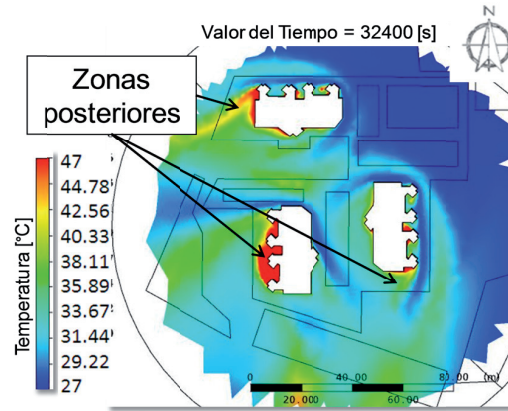 Valor del Tiempo = 32400 [s]
N
Zonas
posteriores
Temperatura [°C]
47
44.78
42.56
40.33
38.11
35.89
33.67
31.44
29.22
27
0 40.00 80.00 (m)
20.000 60.00